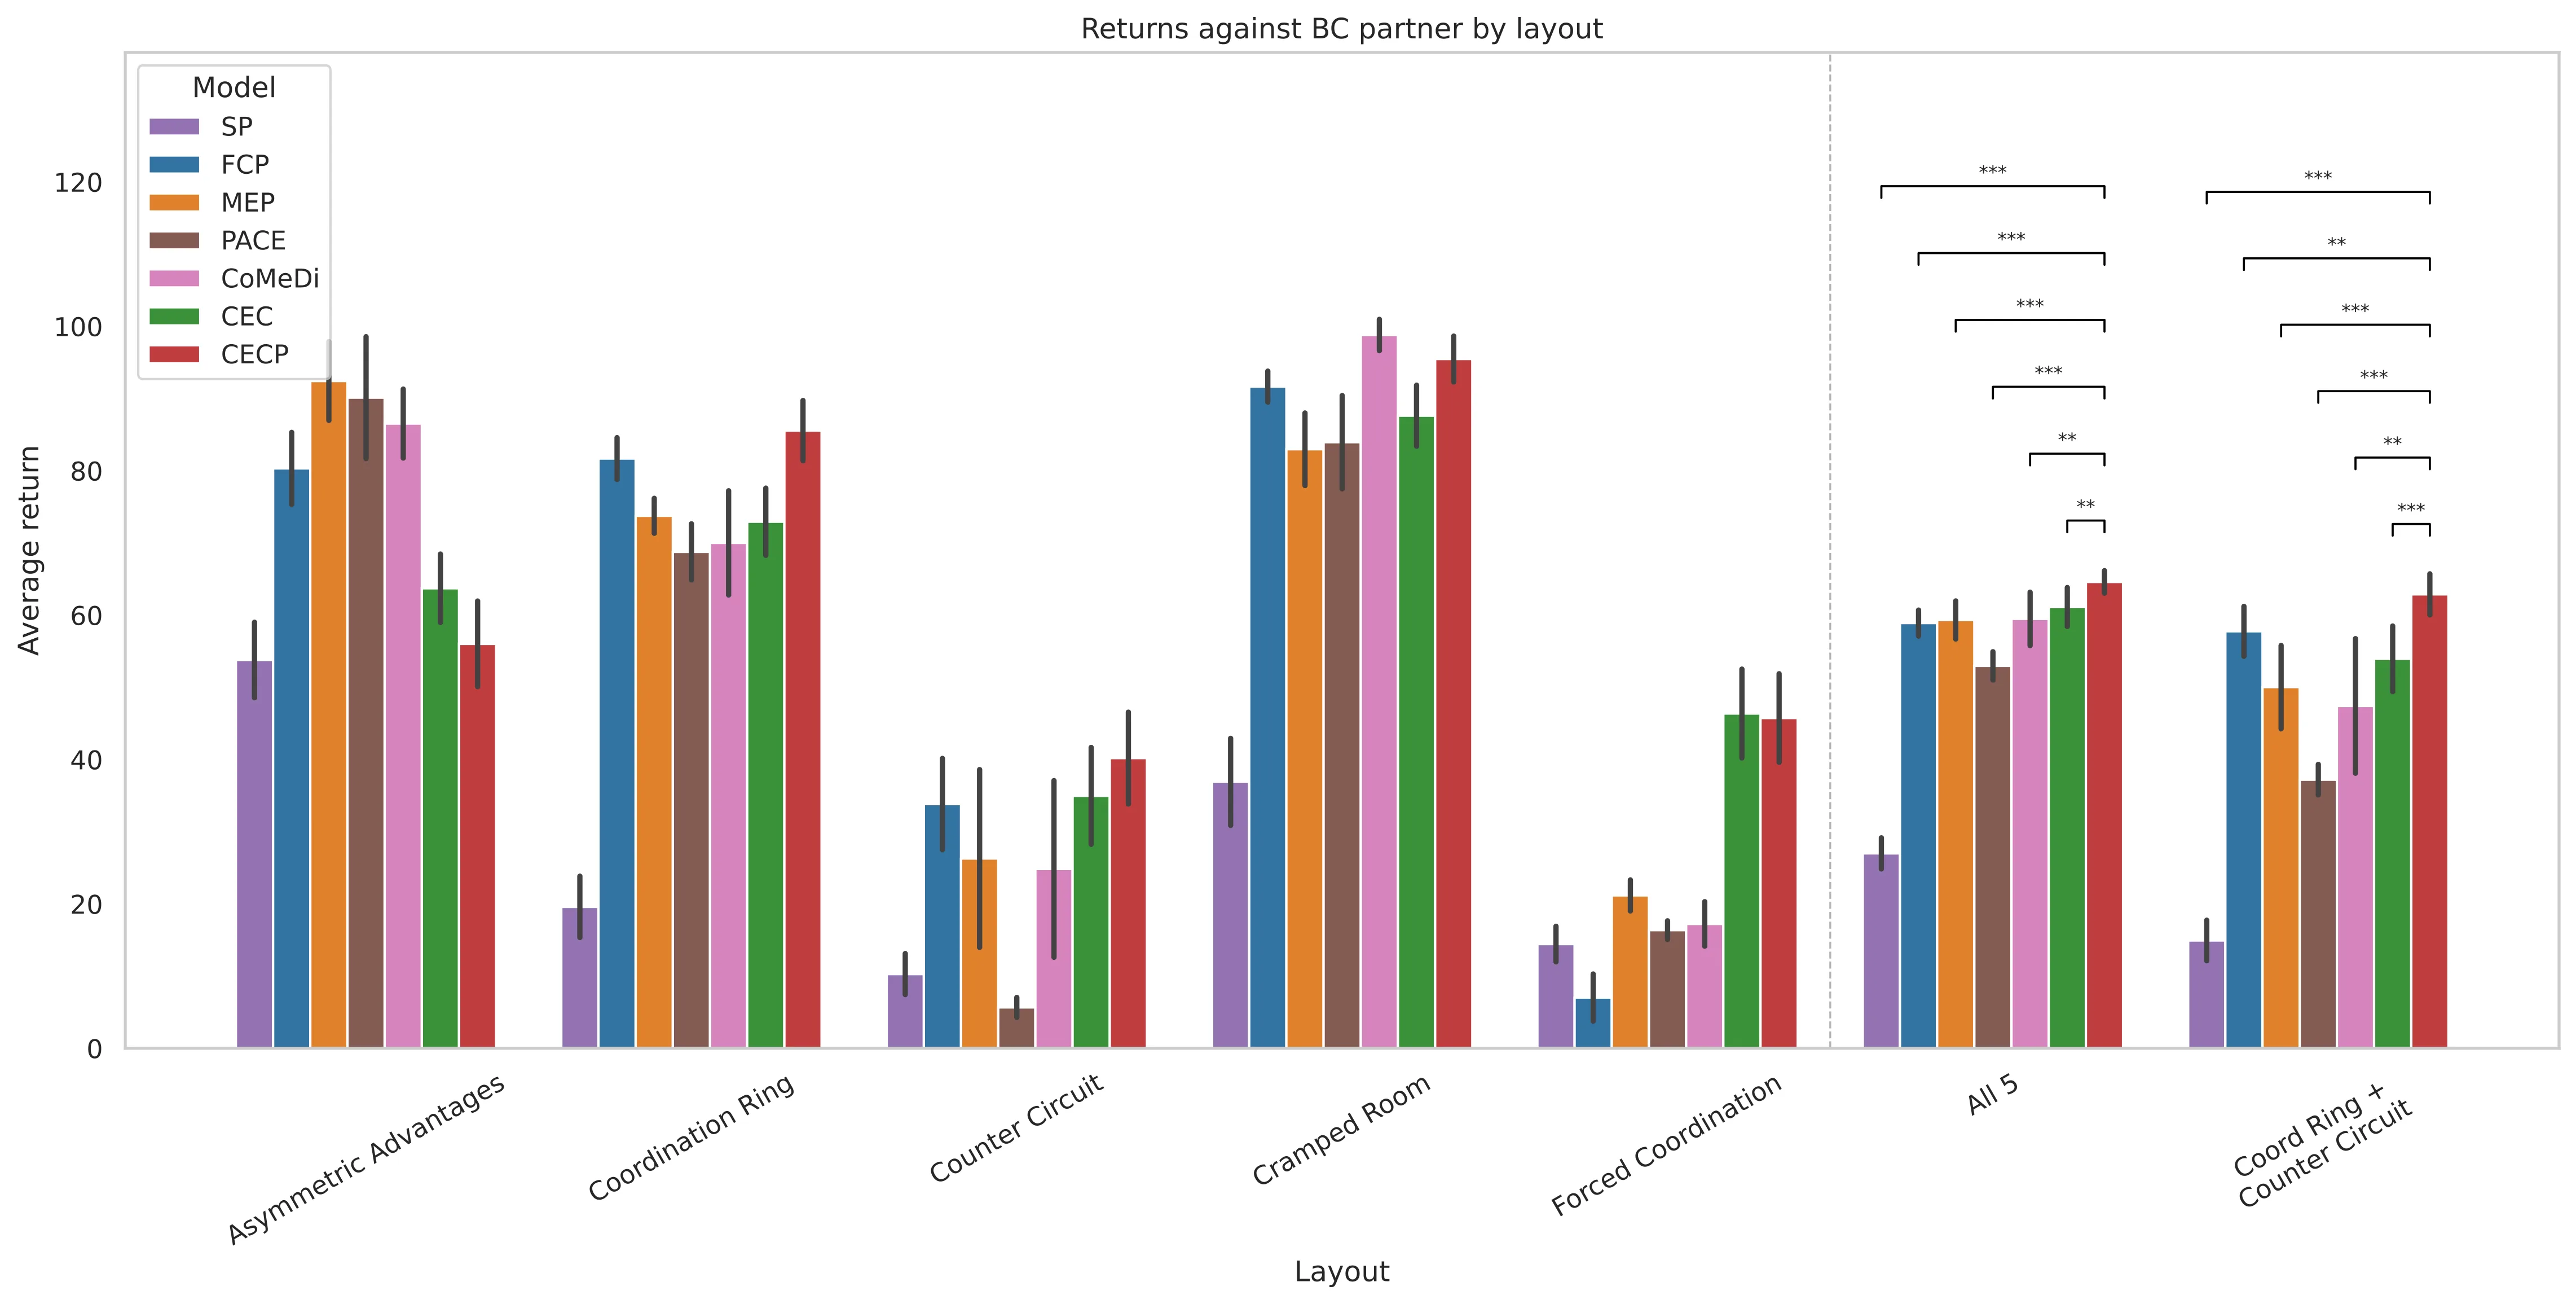 Returns against BC partner by layout
Model
SP
FCP
MEP
PACE
CoMeDi
CEC
CECP
Average return
120
100
80
60
40
20
0
***
***
***
***
**
**
***
**
***
***
**
***
Asymmetric Advantages
Coordination Ring
Counter Circuit
Cramped Room
Forced Coordination
All 5
Coord Ring +
Counter Circuit
Layout